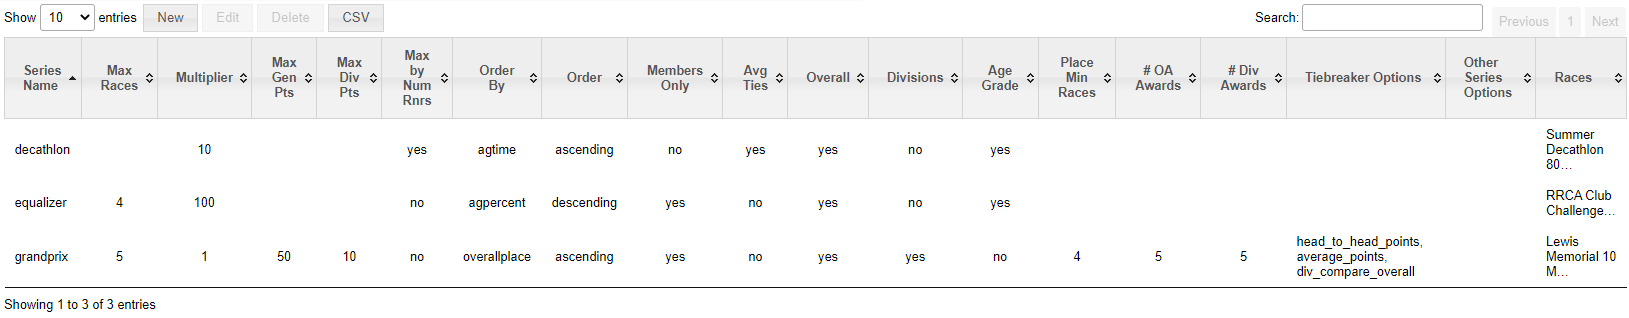 Show 10 entries New Edit Delete CSV Search: Previous 1 Next
Series Name Max Races Multiplier Max Gen Pts Max Div Pts Max by Num Rnrs Order By Order Members Only Avg Ties Overall Divisions Age Grade Place Min Races # OA Awards # Div Awards Tiebreaker Options Other Series Options Races
decathlon 10 yes agtime ascending no yes yes no yes Summer Decathlon 80...
equalizer 4 100 no agpercent descending yes no yes no yes RRCA Club Challenge...
grandprix 5 1 50 10 no overallplace ascending yes no yes yes no 4 5 5 head_to_head_points, average_points, div_compare_overall Lewis Memorial 10 M...
Showing 1 to 3 of 3 entries